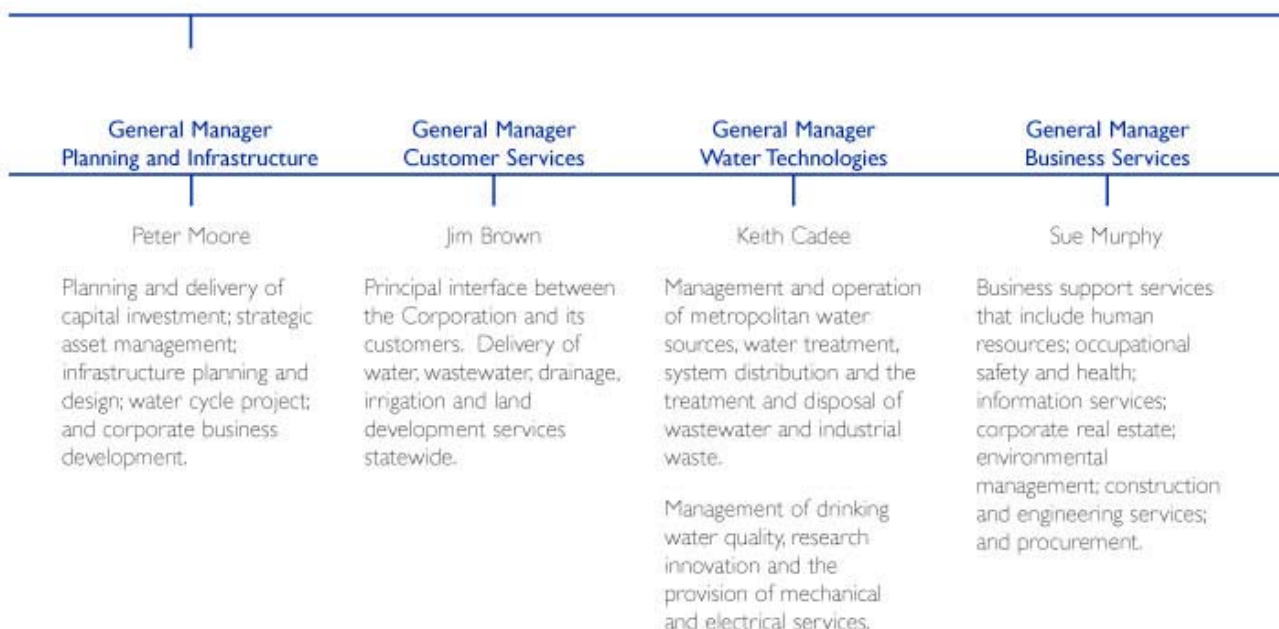 General Manager
Planning and Infrastructure
Peter Moore
Planning and delivery of
capital investment; strategic
asset management;
infrastructure planning and
design; water cycle project;
and corporate business
development.
General Manager
Customer Services
Jim Brown
Principal interface between
the Corporation and its
customers. Delivery of
water, wastewater, drainage,
irrigation and land
development services
statewide.
General Manager
Water Technologies
Keith Cadee
Management and operation
of metropolitan water
sources, water treatment,
system distribution and the
treatment and disposal of
wastewater and industrial
waste.
Management of drinking
water quality, research
innovation and the
provision of mechanical
and electrical services.
General Manager
Business Services
Sue Murphy
Business support services
that include human
resources; occupational
safety and health;
information services;
corporate real estate;
environmental
management; construction
and engineering services;
and procurement.